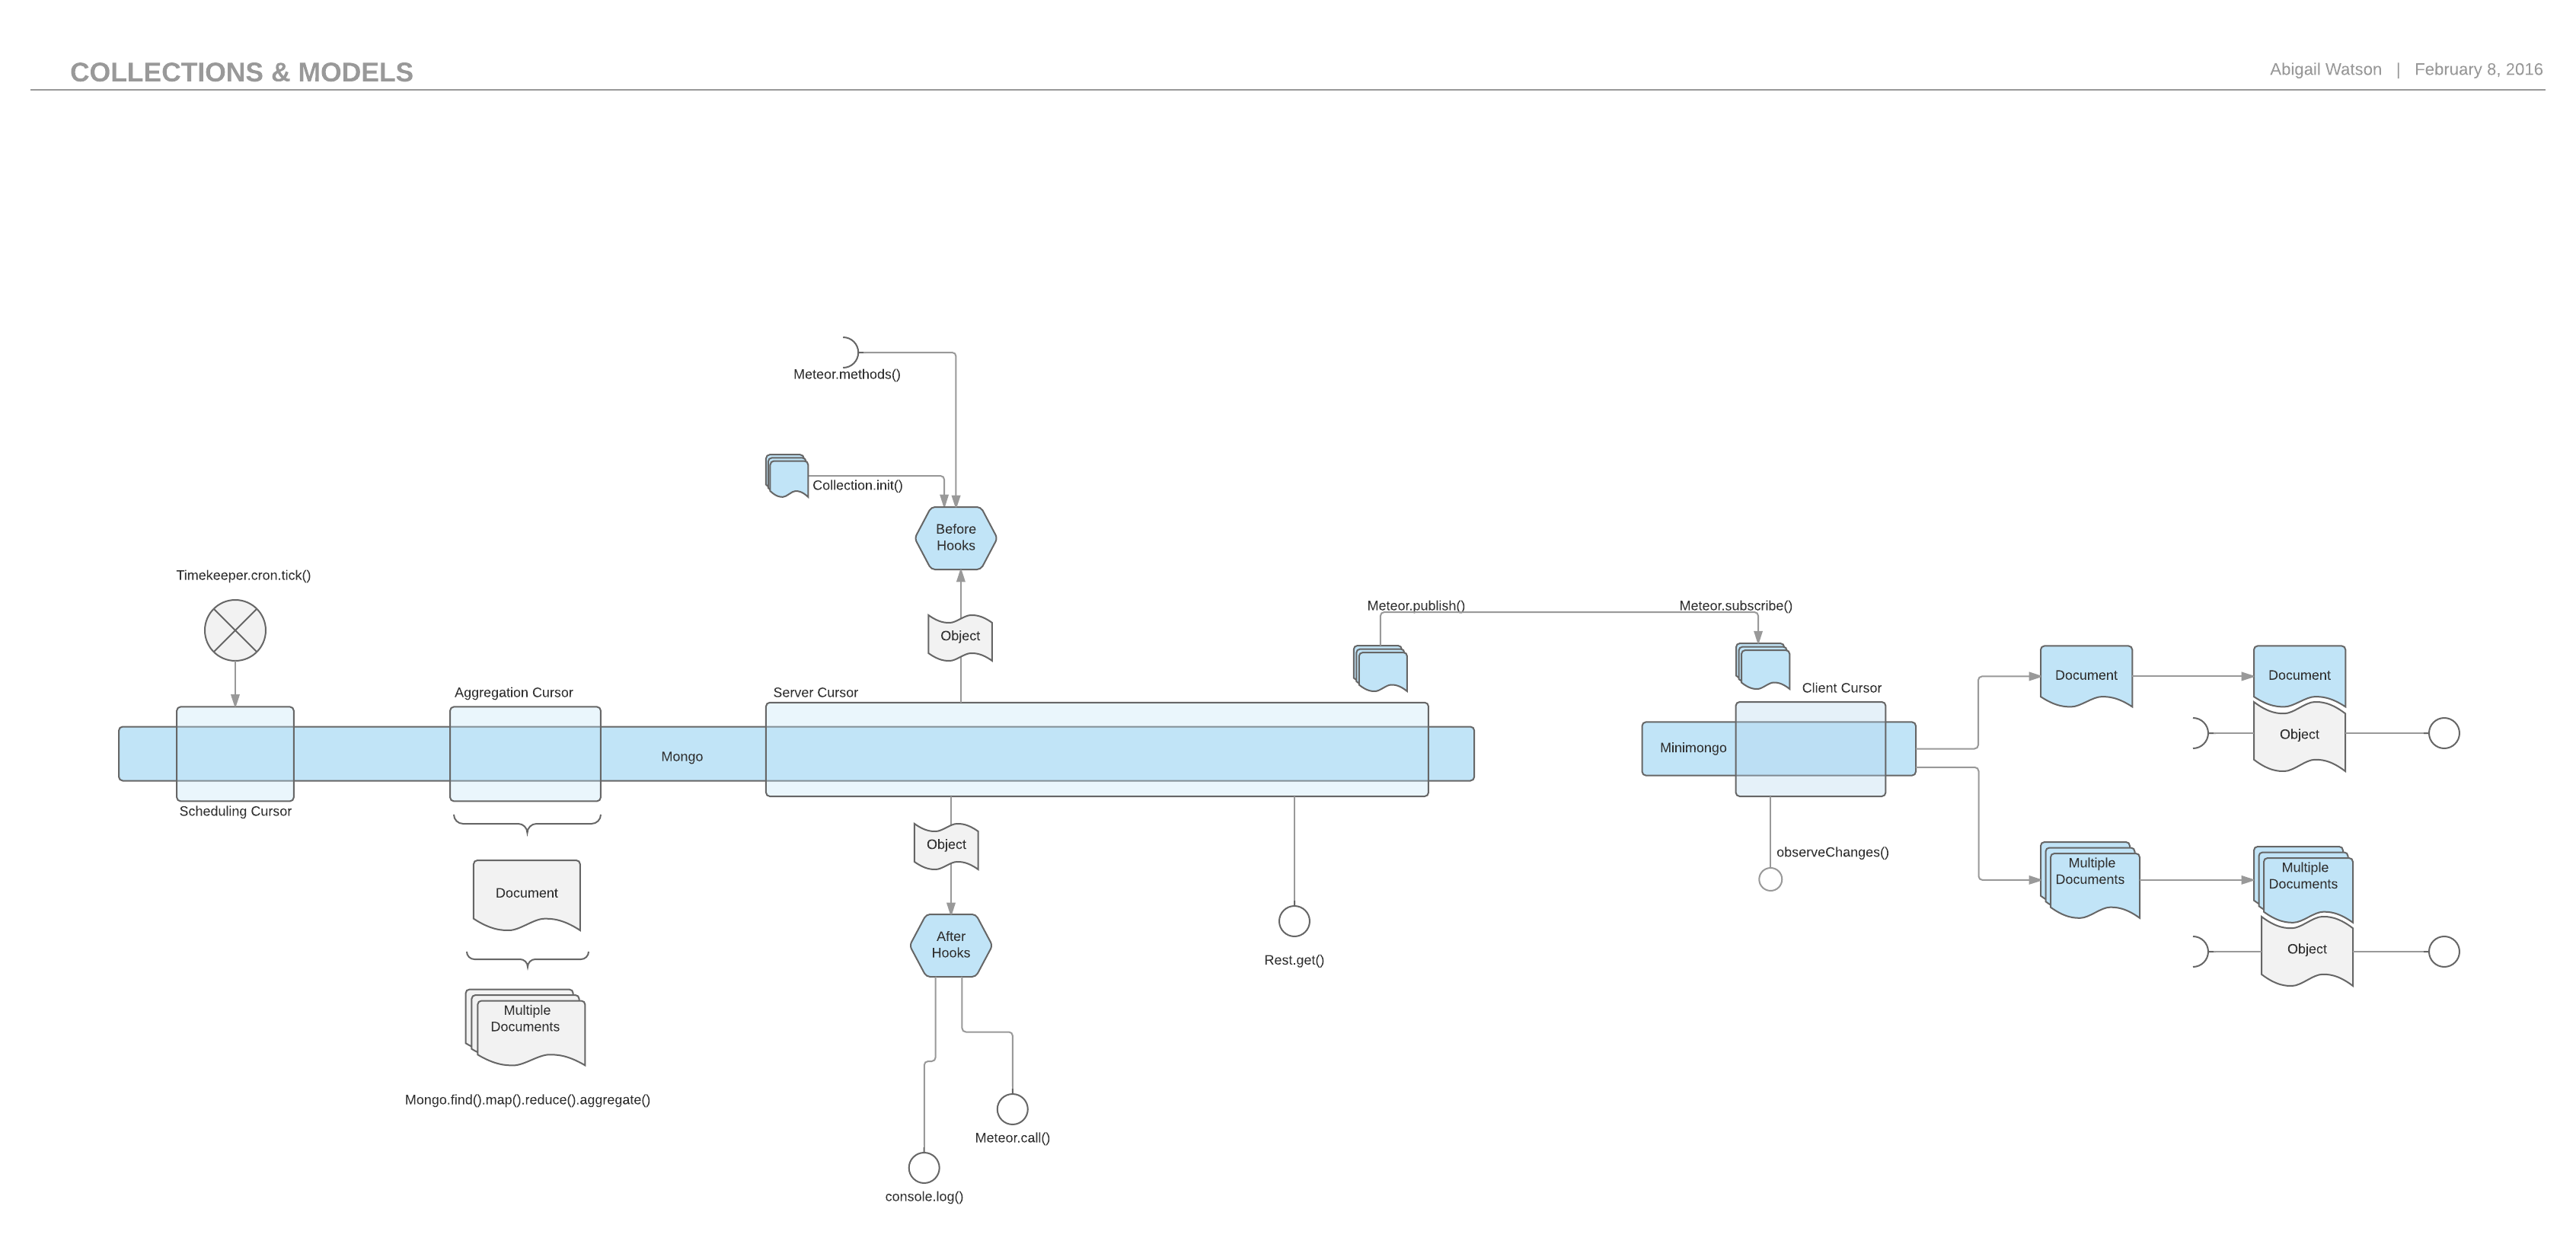 COLLECTIONS & MODELS
Abigail Watson | February 8, 2016
Meteor.methods()
Collection.init()
Before
Hooks
Timekeeper.cron.tick()
Object
Meteor.publish()
Meteor.subscribe()
Aggregation Cursor
Server Cursor
Client Cursor
Document
Document
Object
Mongo
Minimongo
Scheduling Cursor
Object
observeChanges()
Document
Multiple
Documents
Multiple
Documents
After
Hooks
Rest.get()
Object
Multiple
Documents
Mongo.find().map().reduce().aggregate()
Meteor.call()
console.log()